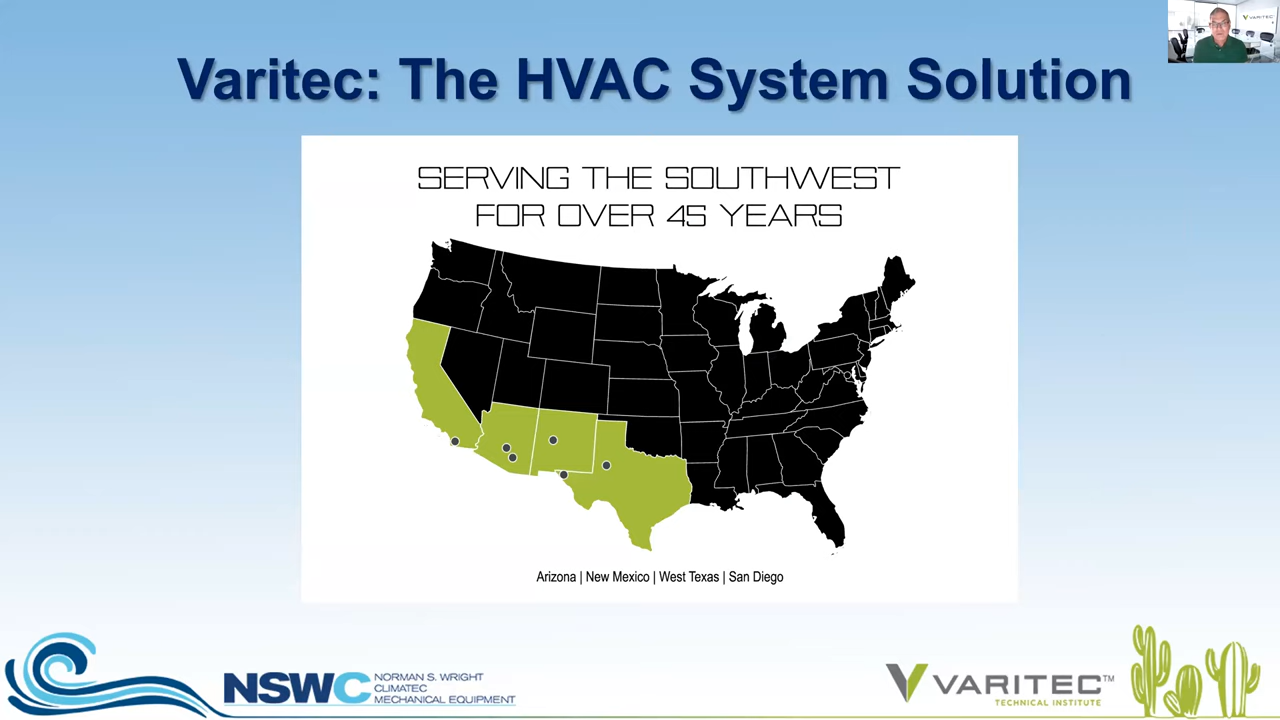 VARITEC
Varitec: The HVAC System Solution
SERVING THE SOUTHWEST
FOR OVER 45 YEARS
Arizona | New Mexico | West Texas | San Diego
NSWC
NORMAN S. WRIGHT
CLIMATEC
MECHANICAL EQUIPMENT
VARITEC™
TECHNICAL INSTITUTE